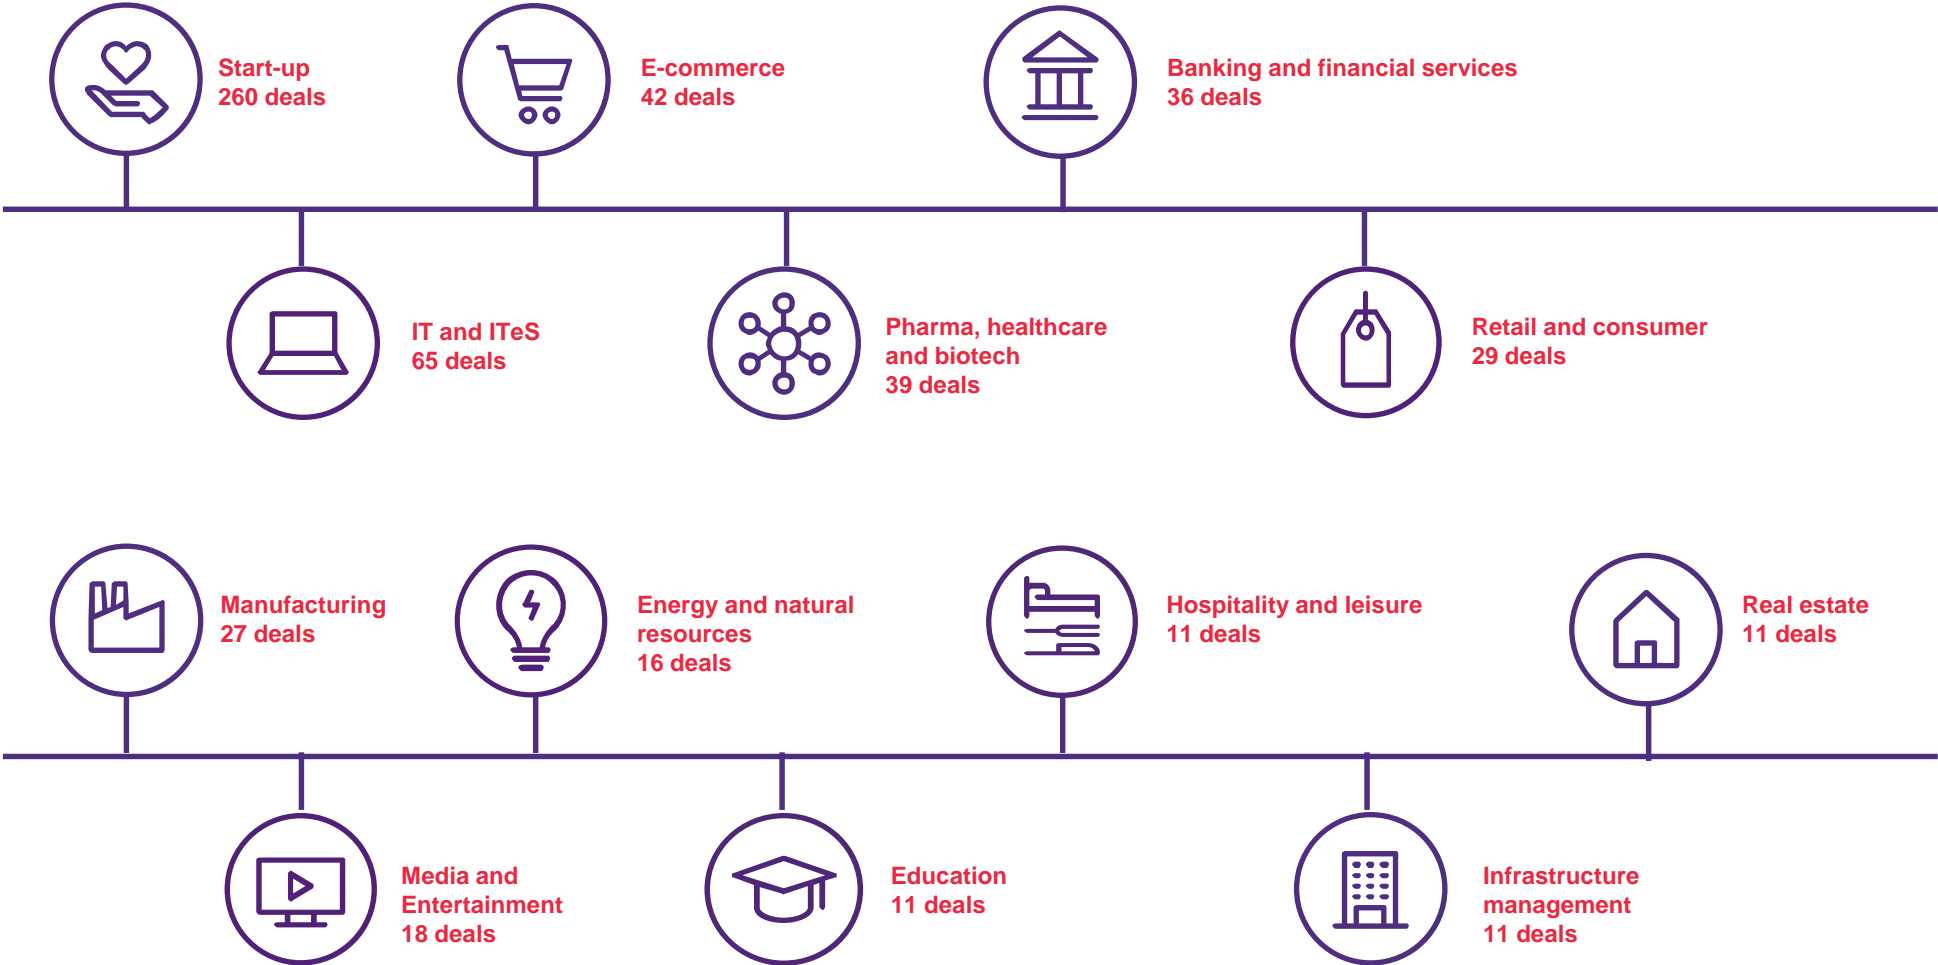 Start-up
260 deals
E-commerce
42 deals
Banking and financial services
36 deals
IT and ITeS
65 deals
Pharma, healthcare
and biotech
39 deals
Retail and consumer
29 deals
Manufacturing
27 deals
Energy and natural
resources
16 deals
Hospitality and leisure
11 deals
Real estate
11 deals
Media and
Entertainment
18 deals
Education
11 deals
Infrastructure
management
11 deals